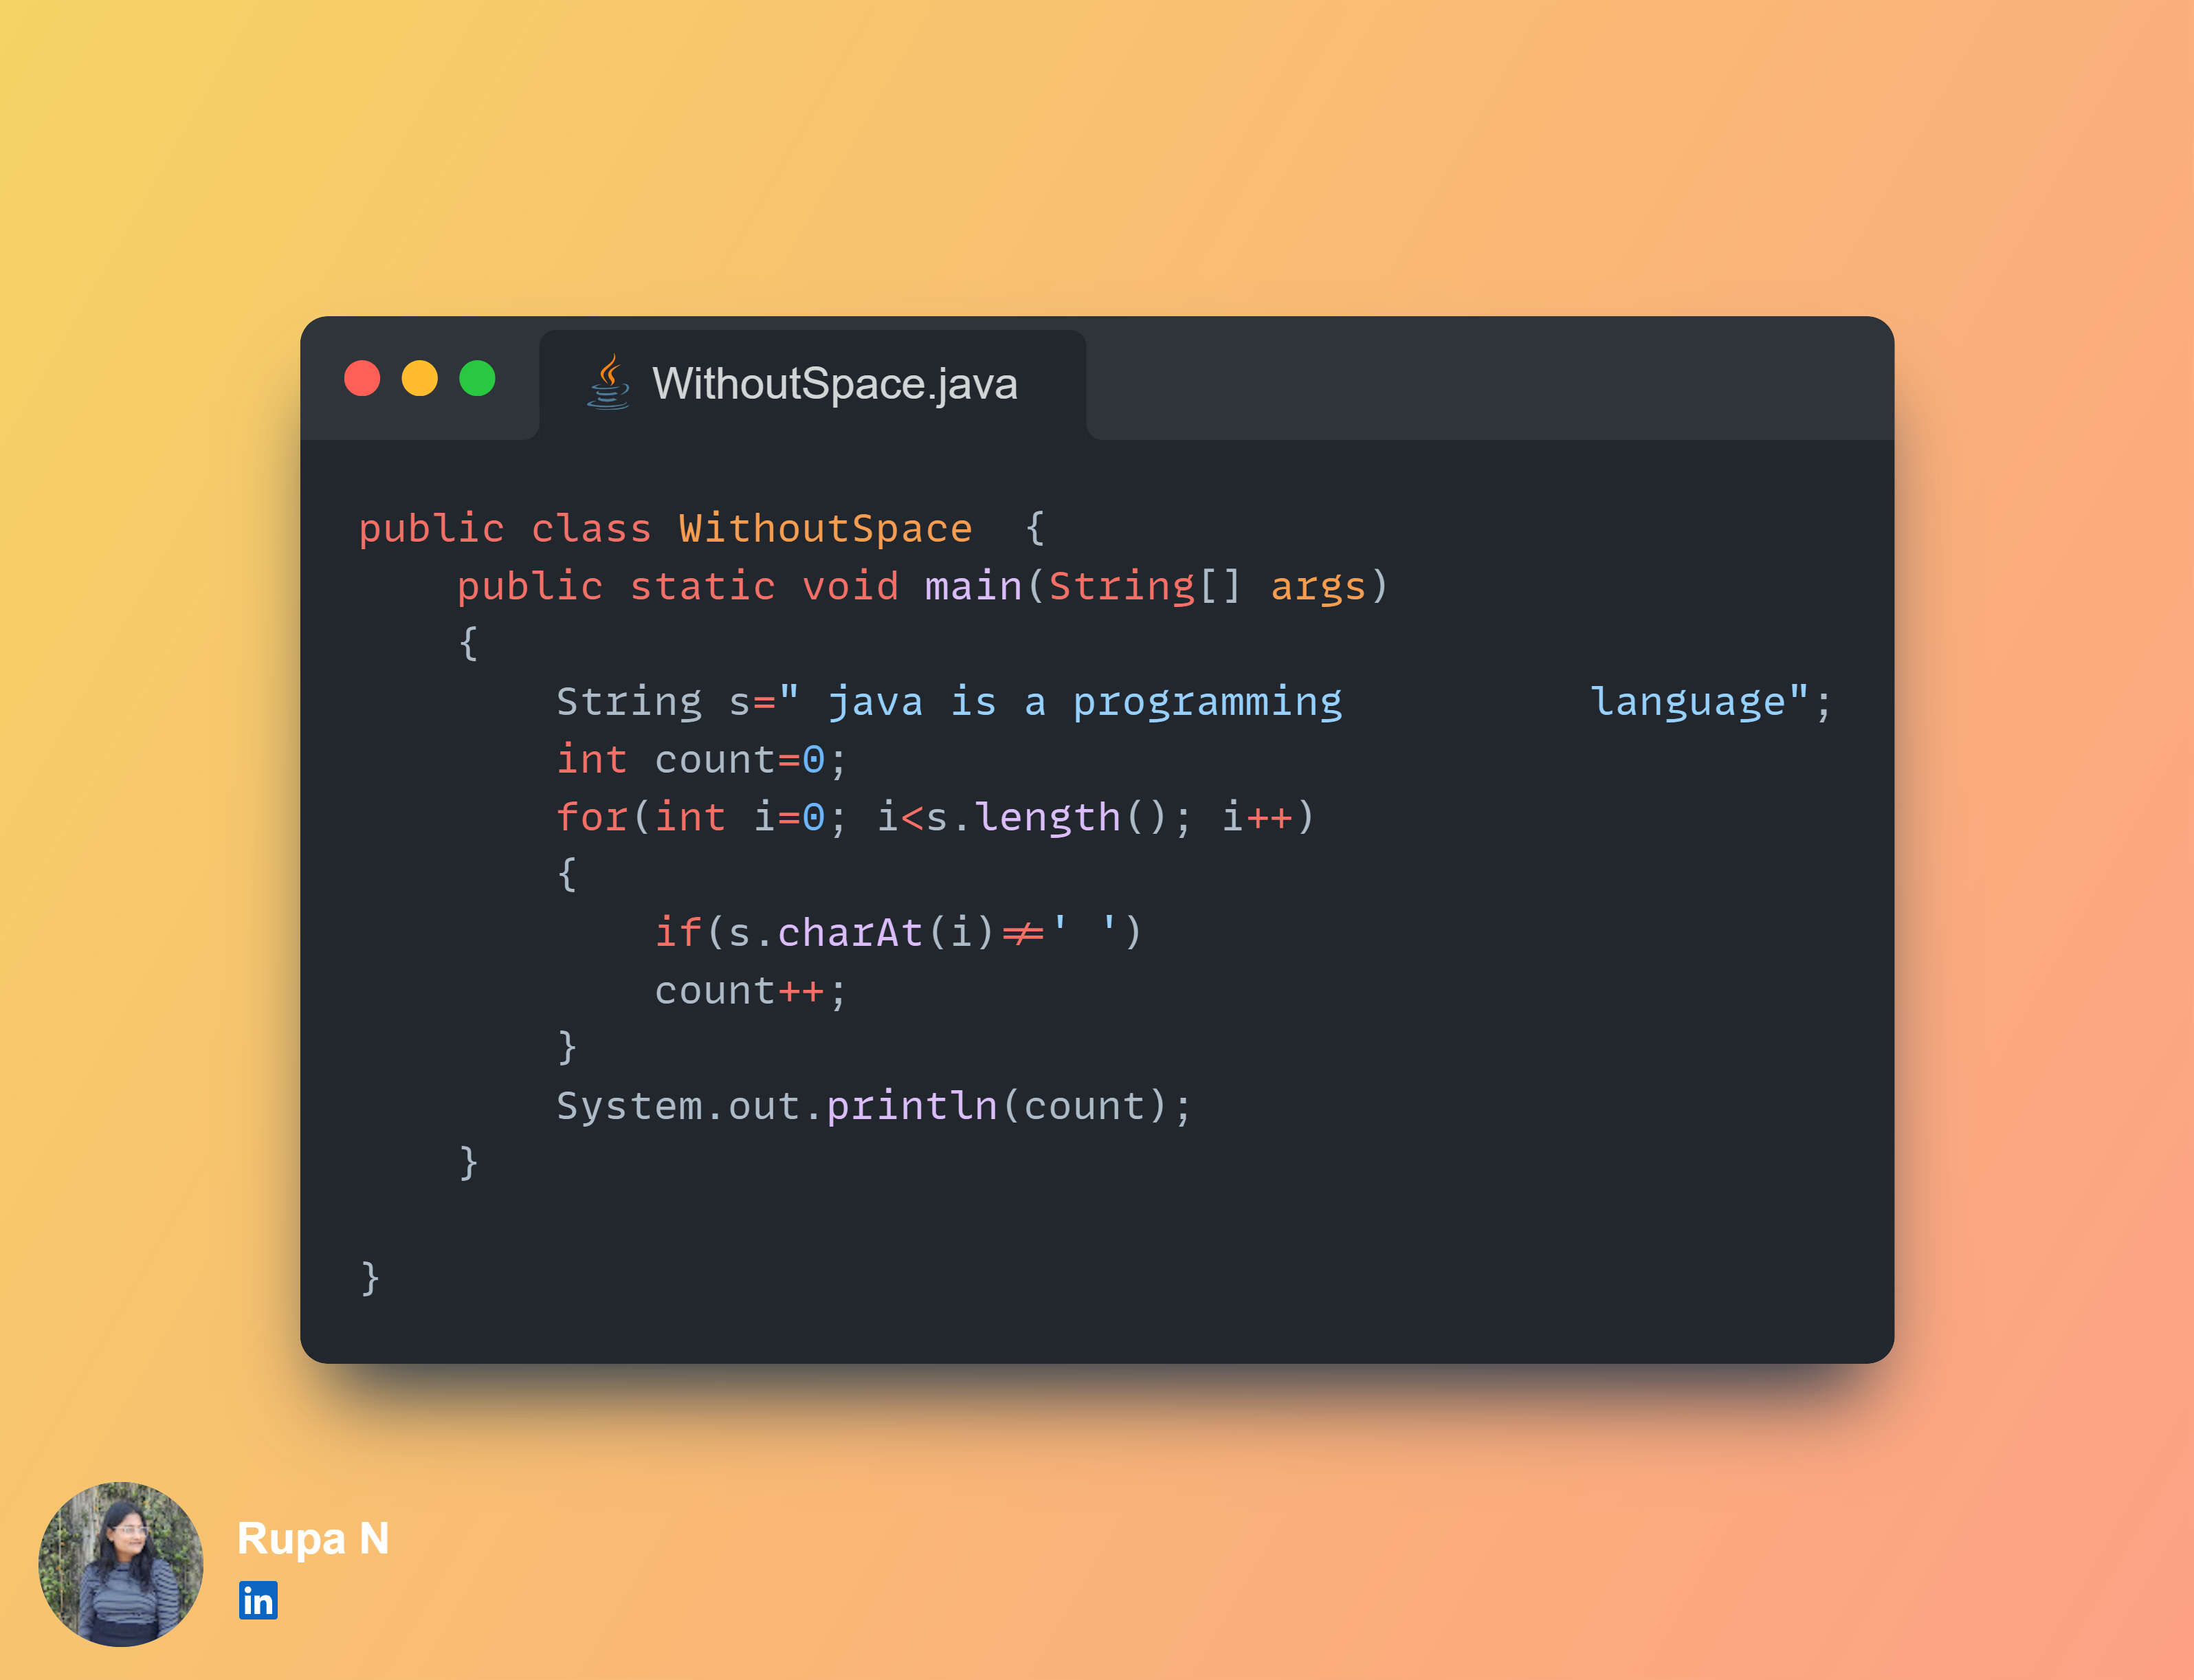 WithoutSpace.java
public class WithoutSpace  {
    public static void main(String[] args)
    {
        String s=" java is a programming          language";
        int count=0;
        for(int i=0; i<s.length(); i++)
        {
            if(s.charAt(i)!=' ')
            count++;
        }
        System.out.println(count);
    }
}
Rupa N
in